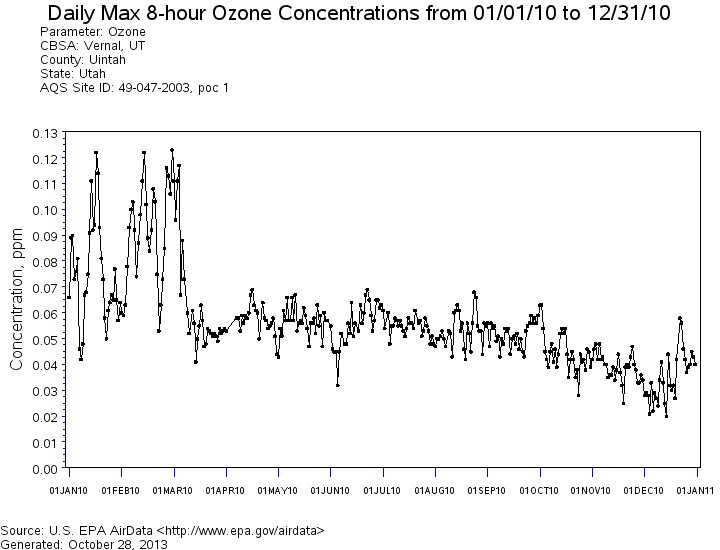 Daily Max 8-hour Ozone Concentrations from 01/01/10 to 12/31/10
Parameter: Ozone
CBSA: Vernal, UT
County: Uintah
State: Utah
AQS Site ID: 49-047-2003, poc 1
Concentration, ppm
0.13
0.12
0.11
0.10
0.09
0.08
0.07
0.06
0.05
0.04
0.03
0.02
0.01
0.00
01JAN10 01FEB10 01MAR10 01APR10 01MAY10 01JUN10 01JUL10 01AUG10 01SEP10 01OCT10 01NOV10 01DEC10 01JAN11
Source: U.S. EPA AirData <http://www.epa.gov/airdata>
Generated: October 28, 2013